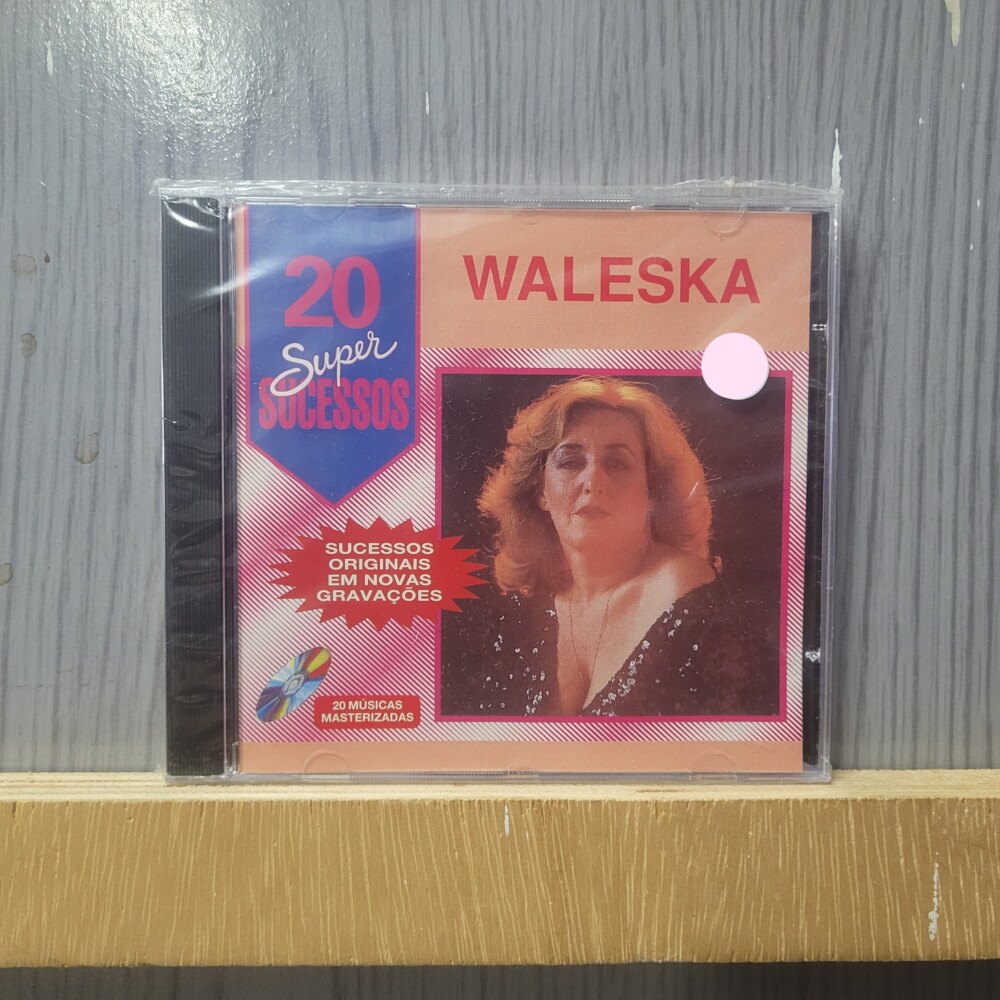 20
Super
SUCESSOS
WALESKA
SUCESSOS
ORIGINAIS
EM NOVAS
GRAVAÇÕES
20 MÚSICAS
MASTERIZADAS